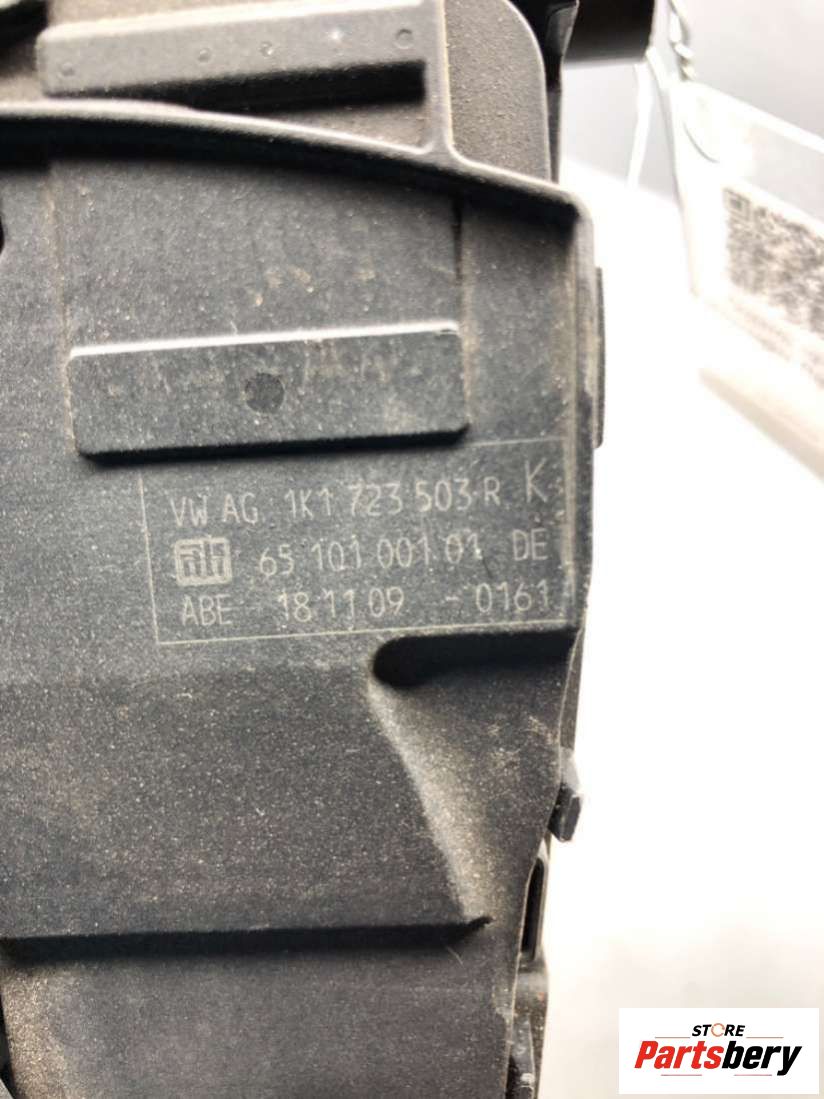 VW AG 1K1 723 503 R K
65 101 001 01 DE
ABE 18 11 09 - 0161
STORE
Partsbery